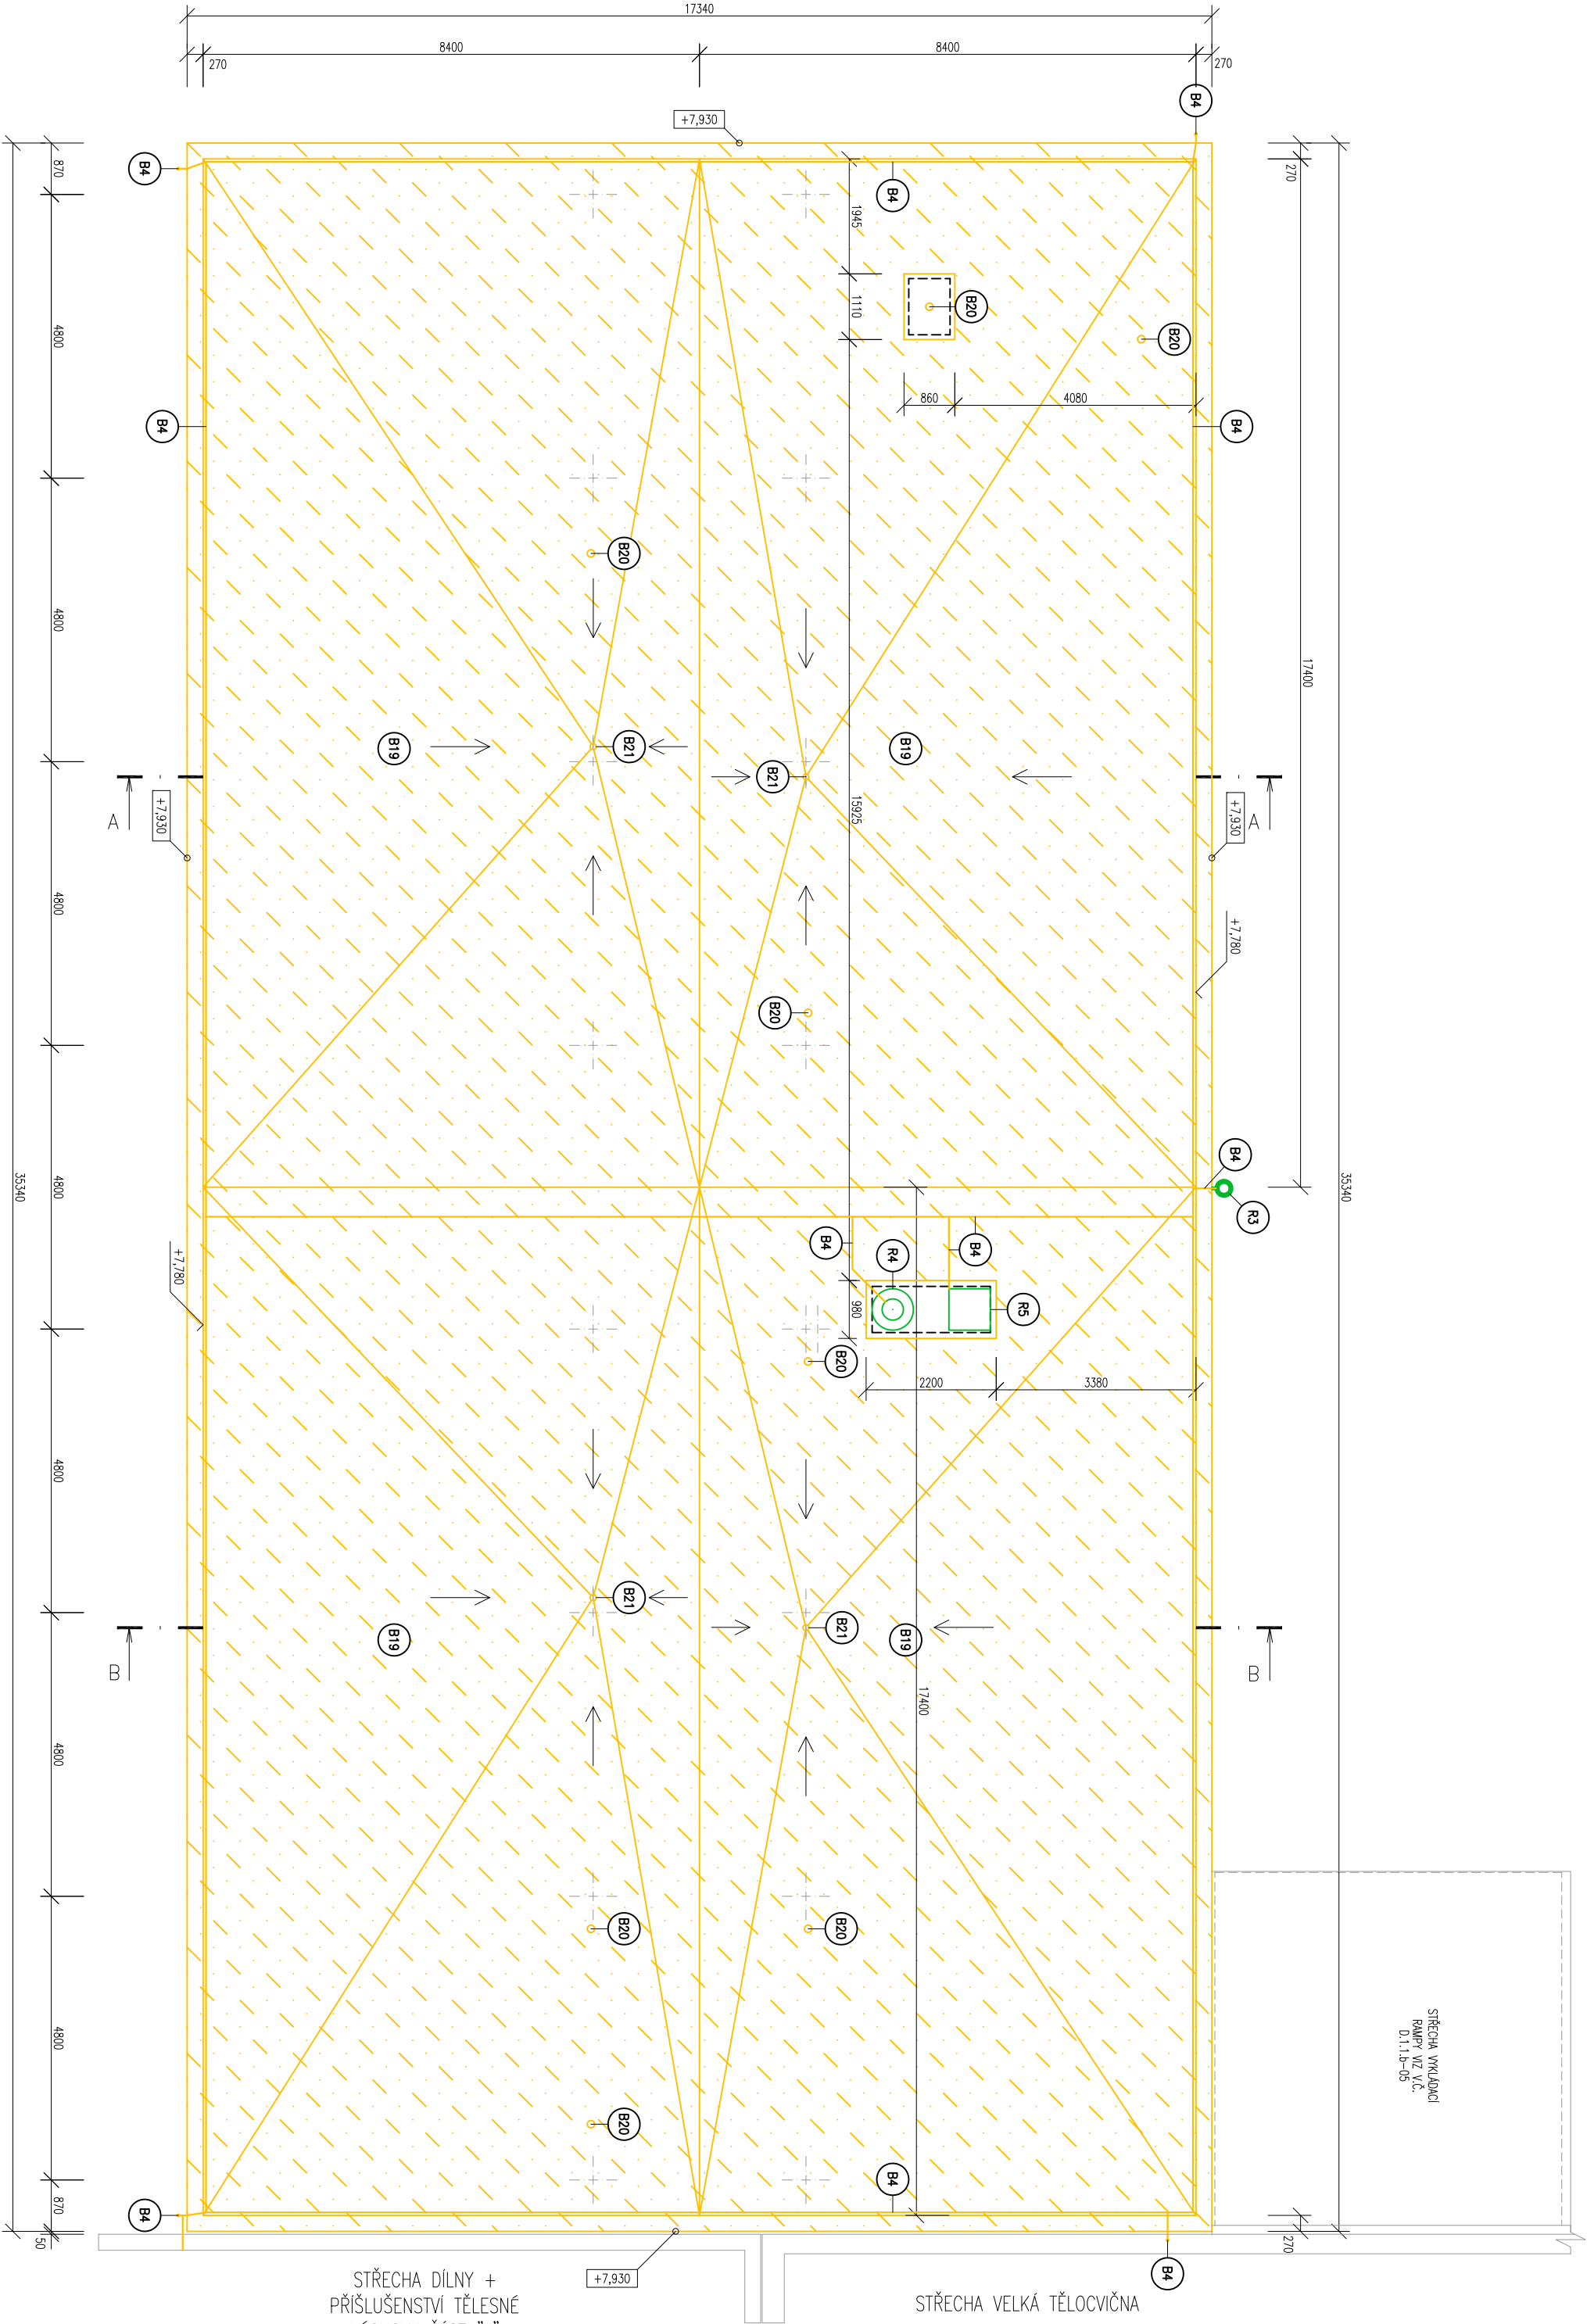 17340
8400
8400
270
270
B4
+7,930
B4
870
270
B4
1945
1110
B20
B20
4800
860
4080
B4
B4
B20
4800
17400
B19
B21
B19
B21
15925
A
+7,930
+7,930
A
4800
+7,780
B20
B4
4800
35340
35340
R3
B4
R4
B4
+7,780
980
R5
B20
2200
3380
4800
B21
B21
B19
B19
B
B
17400
4800
B20
B20
4800
STŘECHA VYKLÁDACÍ
RAMPY VIZ V.Č.
D.1.1.b-05
B20
B4
870
B4
50
270
B4
+7,930
STŘECHA DÍLNY +
PŘÍŠLUŠENSTVÍ TĚLESNÉ
STŘECHA VELKÁ TĚLOCVIČNA